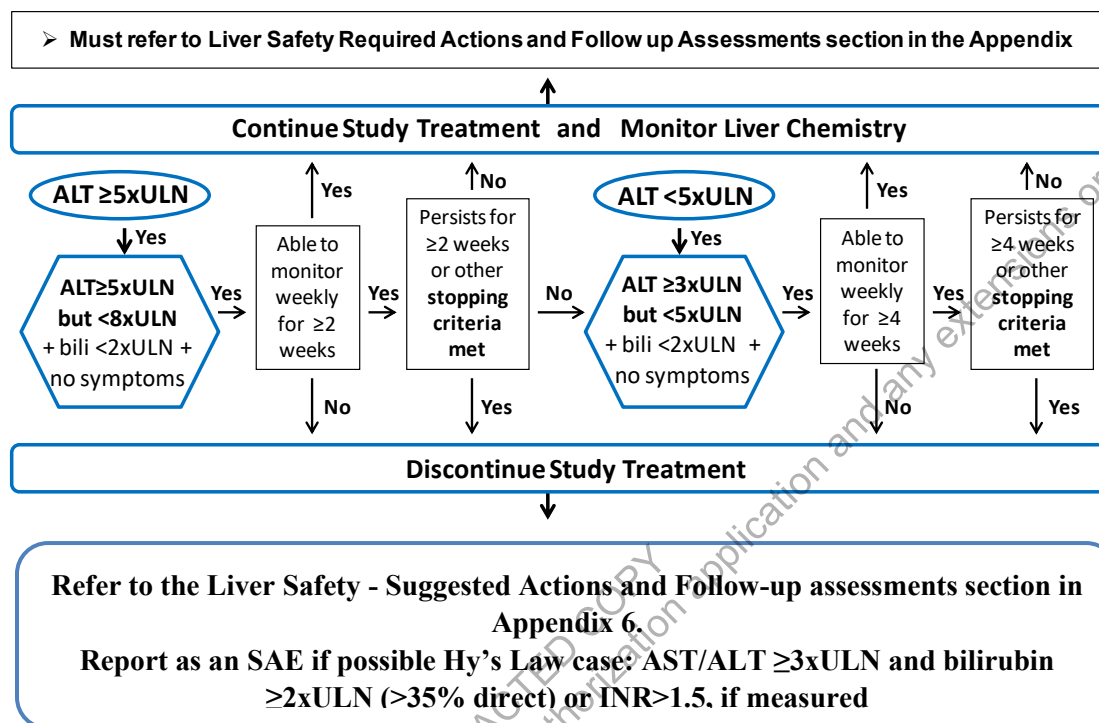 ➢ Must refer to Liver Safety Required Actions and Follow up Assessments section in the Appendix
Continue Study Treatment and Monitor Liver Chemistry
ALT ≥5xULN
Yes
ALT≥5xULN
but <8xULN
+ bili <2xULN +
no symptoms
Yes
Yes
Able to
monitor
weekly
for ≥2
weeks
No
Yes
No
Persists for
≥2 weeks
or other
stopping
criteria
met
Yes
No
ALT <5xULN
Yes
ALT ≥3xULN
but <5xULN
+ bili <2xULN +
no symptoms
Yes
Yes
Able to
monitor
weekly
for ≥4
weeks
No
Yes
No
Persists for
≥4 weeks
or other
stopping
criteria
met
Yes
Discontinue Study Treatment
Refer to the Liver Safety - Suggested Actions and Follow-up assessments section in
Appendix 6.
Report as an SAE if possible Hy's Law case: AST/ALT ≥3xULN and bilirubin
≥2xULN (>35% direct) or INR>1.5, if measured
COPY
application and any extensions or